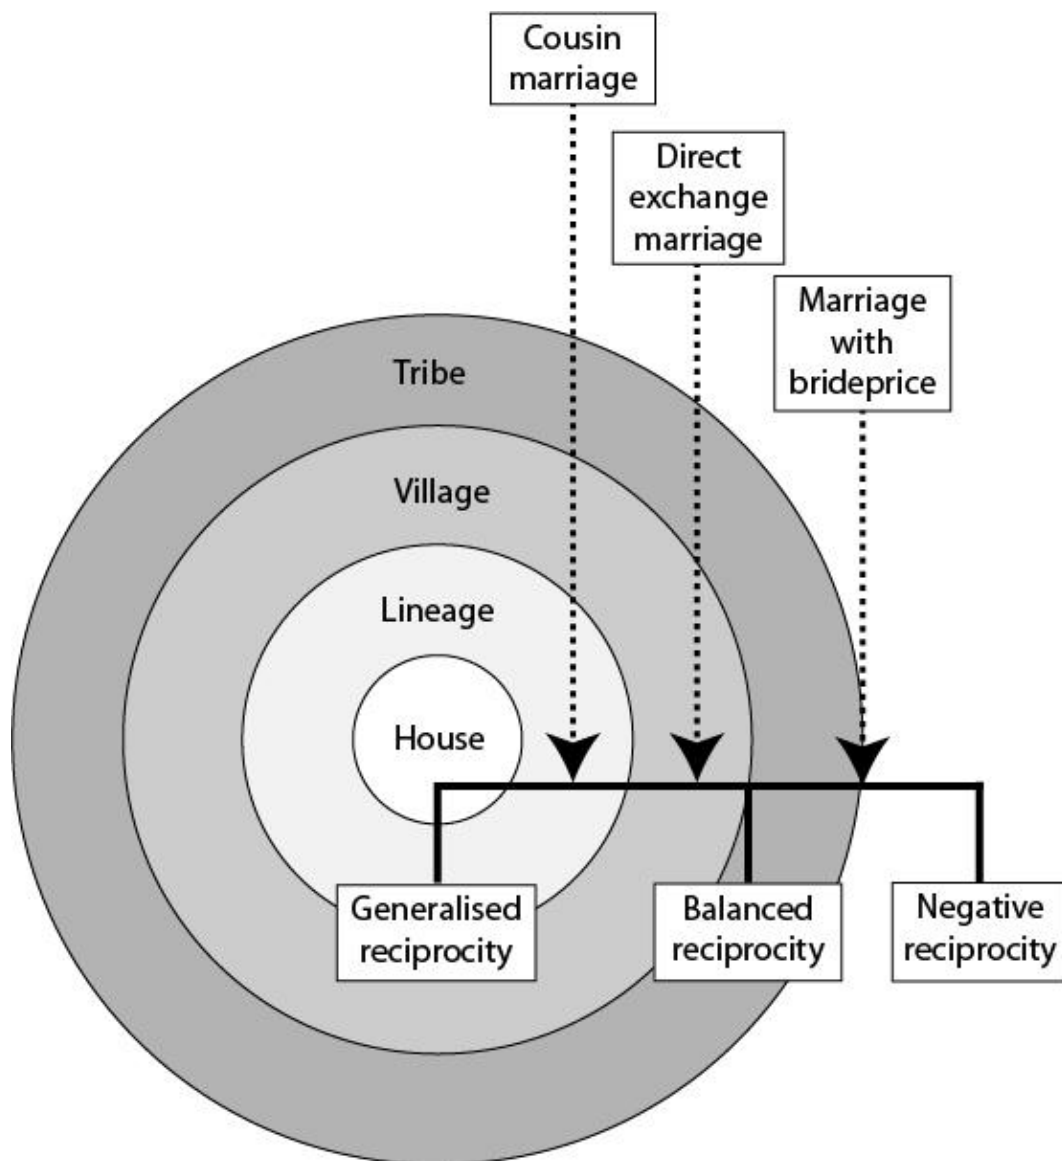 Cousin
marriage
Direct
exchange
marriage
Marriage
with
brideprice
Tribe
Village
Lineage
House
Generalised
reciprocity
Balanced
reciprocity
Negative
reciprocity